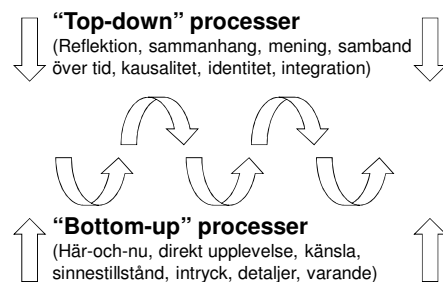 “Top-down” processer
(Reflektion, sammanhang, mening, samband
över tid, kausalitet, identitet, integration)
“Bottom-up” processer
(Här-och-nu, direkt upplevelse, känsla,
sinnestillstånd, intryck, detaljer, varande)